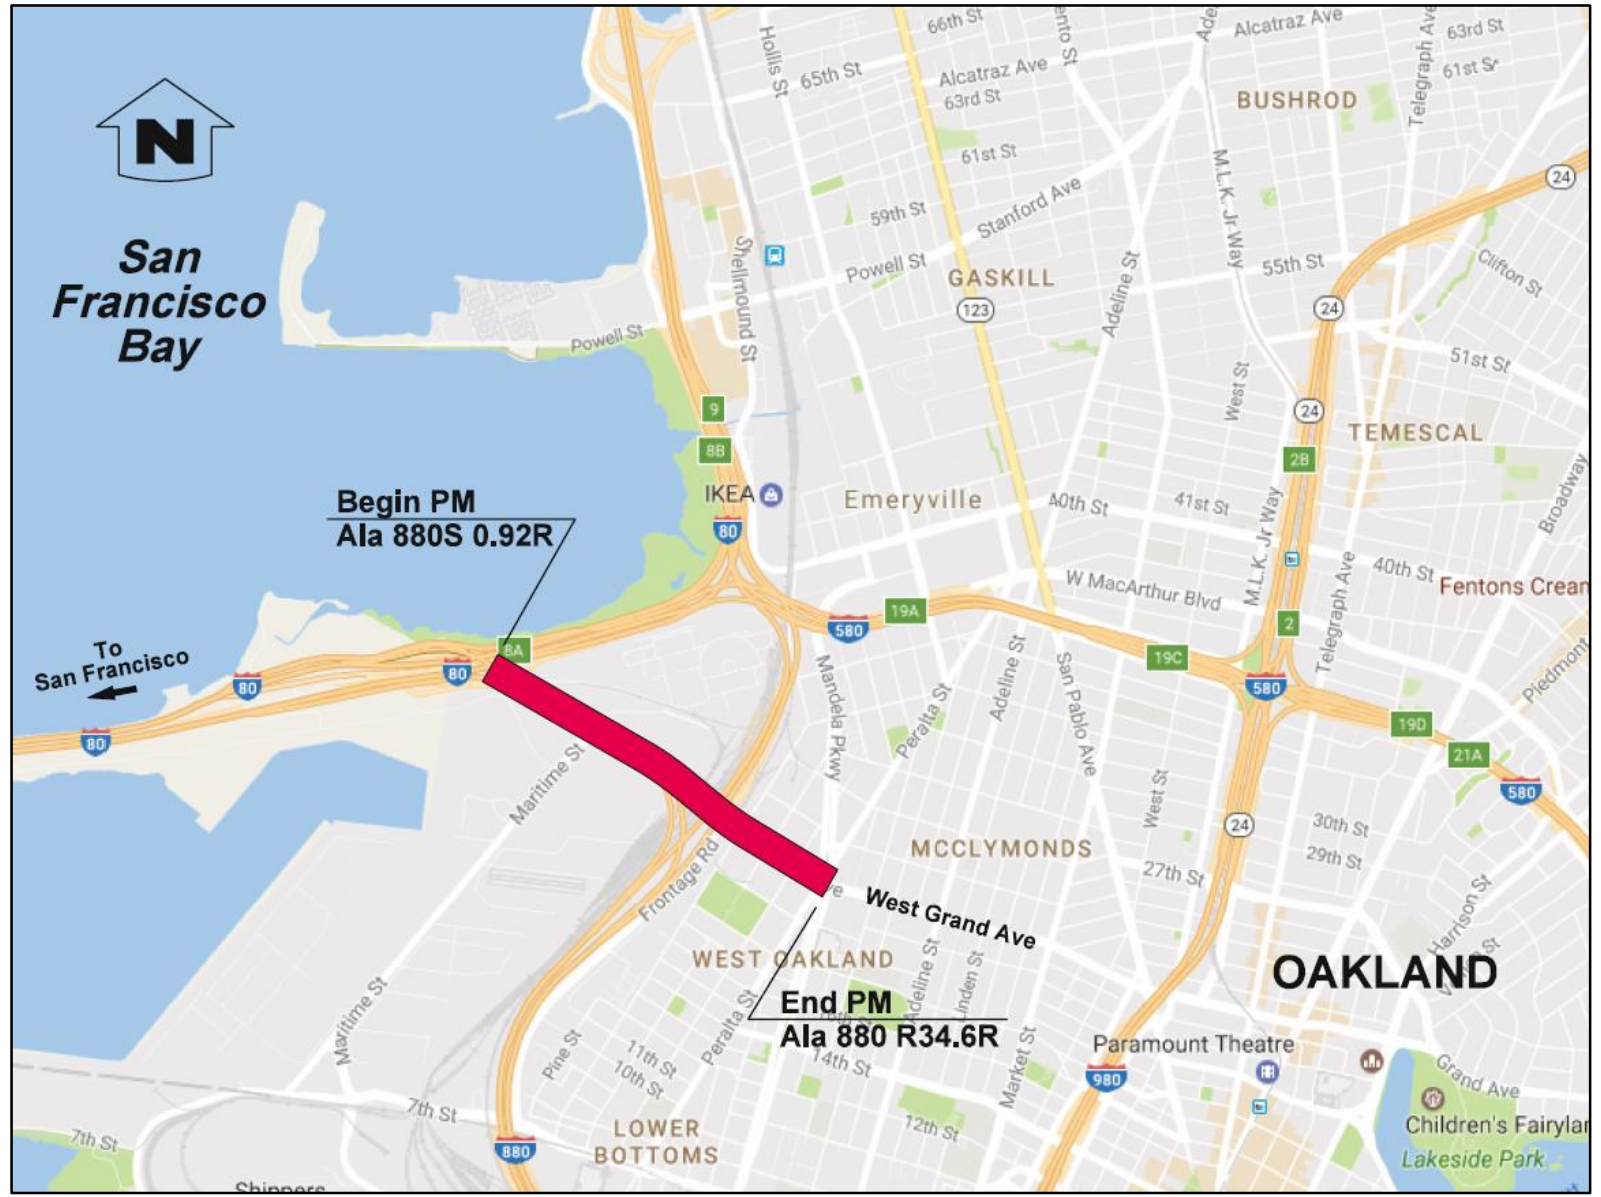 66th St
Hollis St
65th St
Alcatraz Ave
63rd St
Alcatraz Ave
63rd St
61st St
Telegraph Ave
BUSHROD
N
61st St
M.L.K. Jr Way
24
59th St
Stanford Ave
San
Francisco
Bay
Shellmound St
Powell St
GASKILL
55th St
Clifton St
123
Adeline St
24
Powell St
51st St
West St
9
24
TEMESCAL
8B
2B
IKEA
Emeryville
40th St
41st St
Broadway
Begin PM
Ala 880S 0.92R
80
M.L.K. Jr Way
40th St
W MacArthur Blvd
Fentons Crean
Telegraph Ave
19A
580
2
To
San Francisco
8A
80
80
80
19C
580
Mandela Pkwy
Peralta St
Adeline St
San Pablo Ave
Piedmont
19D
21A
580
Maritime St
West St
24
30th St
29th St
MCCLYMONDS
27th St
Frontage Rd
West Grand Ave
Harrison St
WEST OAKLAND
Adeline St
Linden St
OAKLAND
End PM
Ala 880 R34.6R
Maritime St
Peralta St
Pine St
11th St
10th St
14th St
Market St
Paramount Theatre
980
Grand Ave
7th St
12th St
Children's Fairylan
7th St
880
LOWER
BOTTOMS
Lakeside Park
Shippers